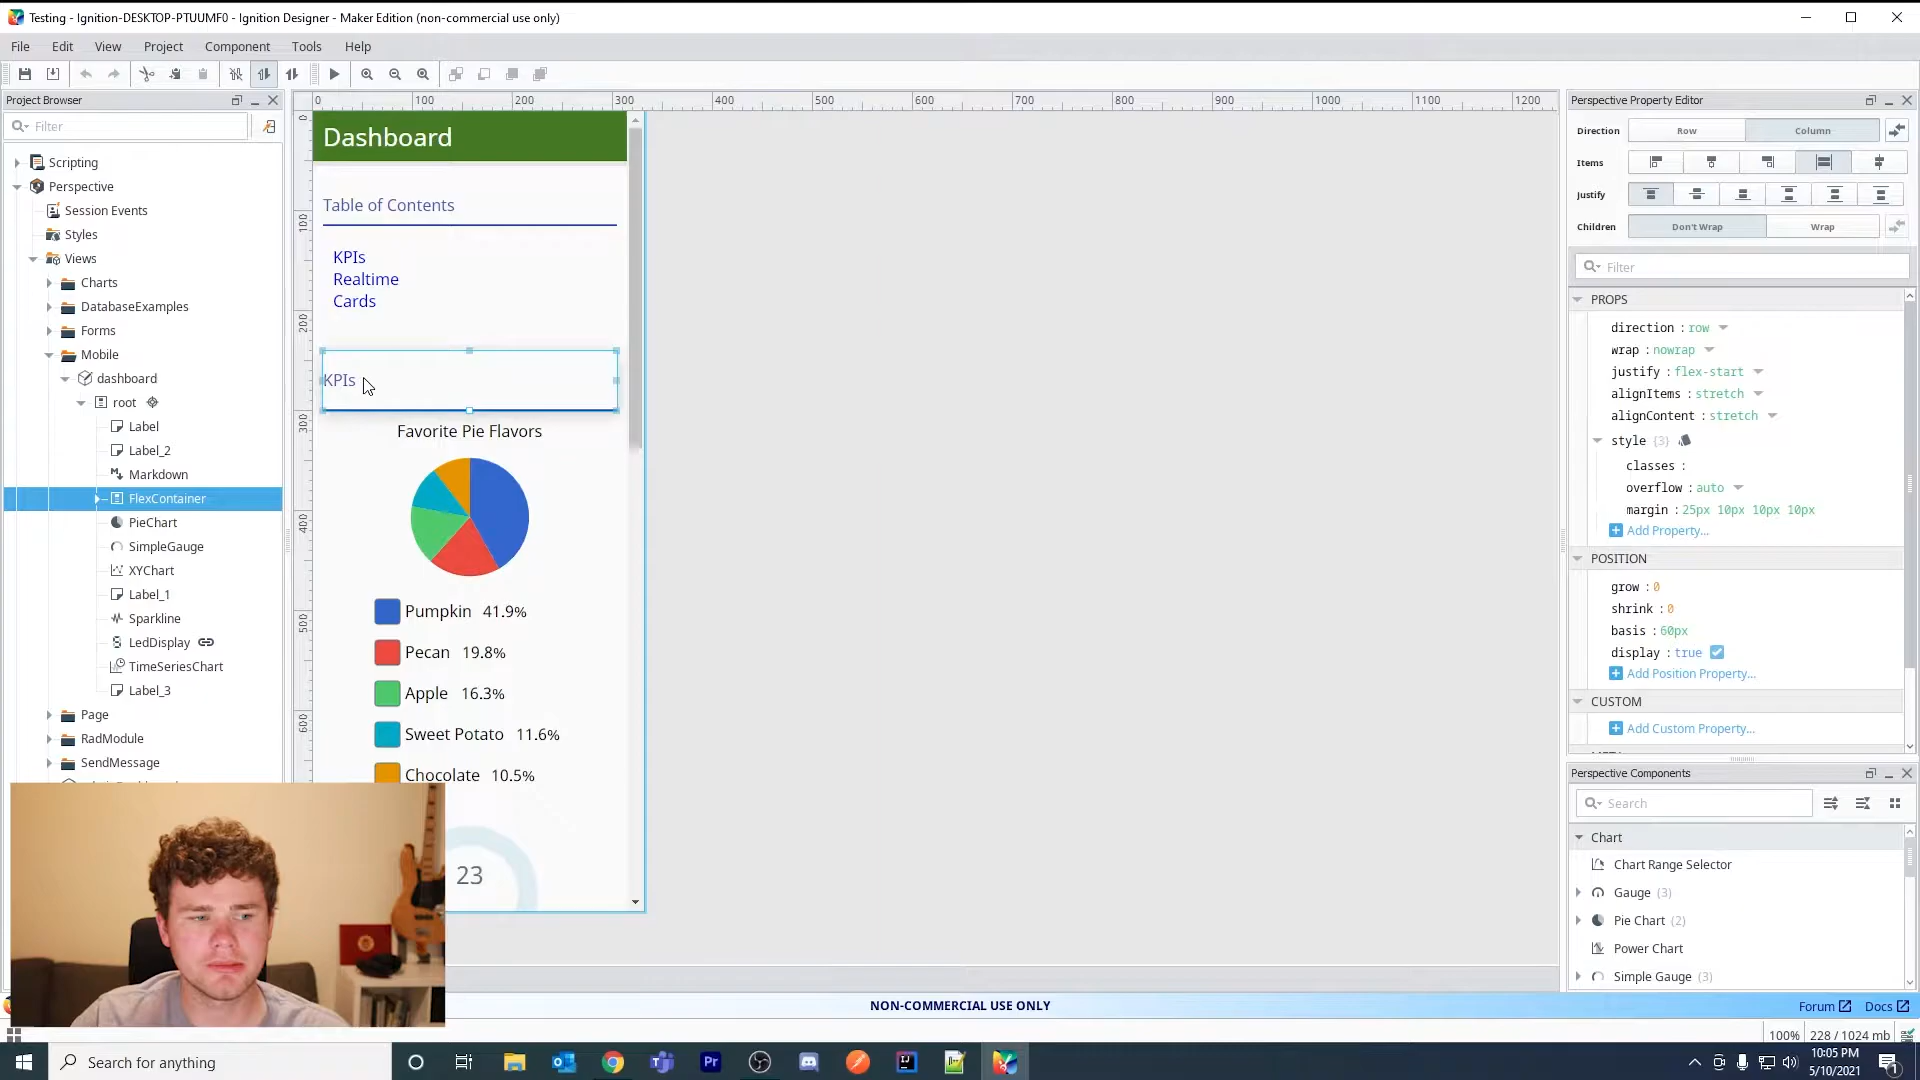 Testing - Ignition-DESKTOP-PTUUMF0 - Ignition Designer - Maker Edition (non-commercial use only)
File Edit View Project Component Tools Help
Project Browser
Filter
Scripting
Perspective
Session Events
Styles
Views
Charts
DatabaseExamples
Forms
Mobile
dashboard
root
Label
Label_2
Markdown
FlexContainer
PieChart
SimpleGauge
XYChart
Label_1
Sparkline
LedDisplay
TimeSeriesChart
Label_3
Page
RadModule
SendMessage
0 100 200 300 400 500 600 700 800 900 1000 1100 1200
0
100
200
300
400
500
600
Dashboard
Table of Contents
KPIs
Realtime
Cards
KPIs
Favorite Pie Flavors
Pumpkin 41.9%
Pecan 19.8%
Apple 16.3%
Sweet Potato 11.6%
Chocolate 10.5%
23
Perspective Property Editor
Direction Row Column
Items
Justify
Children Don't Wrap Wrap
Filter
PROPS
direction : row
wrap : nowrap
justify : flex-start
alignItems : stretch
alignContent : stretch
style {3}
classes :
overflow : auto
margin : 25px 10px 10px 10px
Add Property...
POSITION
grow : 0
shrink : 0
basis : 60px
display : true
Add Position Property...
CUSTOM
Add Custom Property...
Perspective Components
Search
Chart
Chart Range Selector
Gauge (3)
Pie Chart (2)
Power Chart
Simple Gauge (3)
NON-COMMERCIAL USE ONLY
Forum Docs
100% 228 / 1024 mb
Search for anything
10:05 PM
5/10/2021